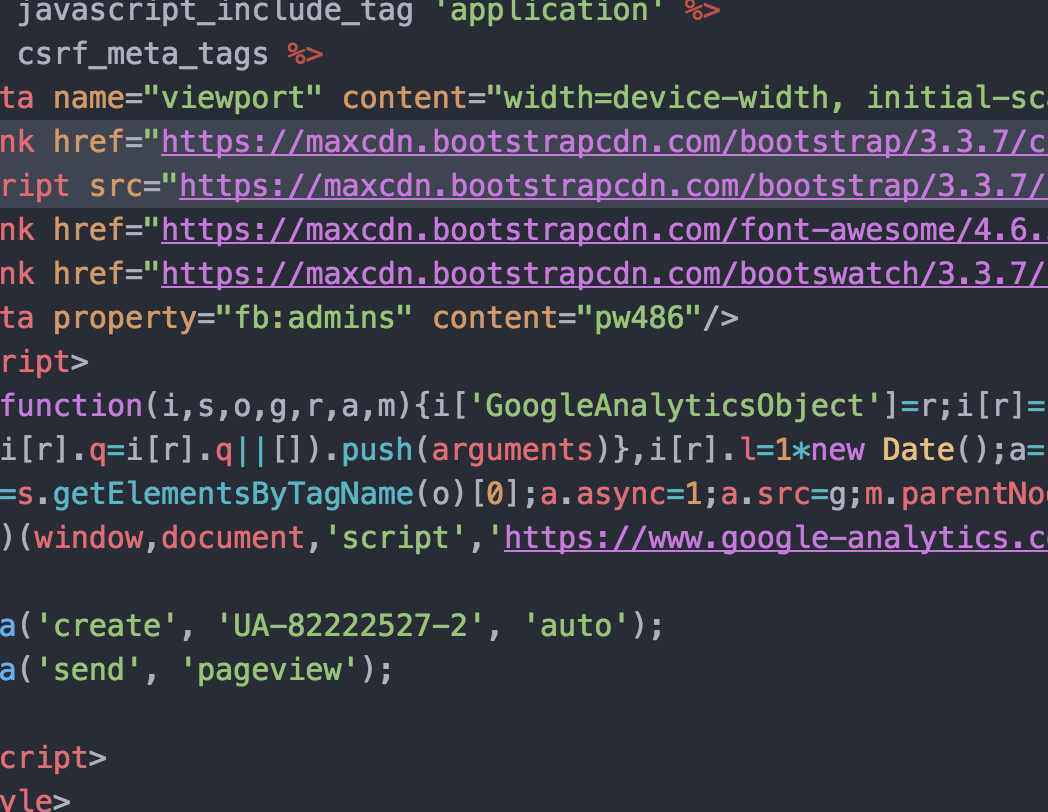 javascript_include_tag 'application' %>
csrf_meta_tags %>
ta name="viewport" content="width=device-width, initial-sc
nk href="https://maxcdn.bootstrapcdn.com/bootstrap/3.3.7/c
ript src="https://maxcdn.bootstrapcdn.com/bootstrap/3.3.7/
nk href="https://maxcdn.bootstrapcdn.com/font-awesome/4.6.
nk href="https://maxcdn.bootstrapcdn.com/bootswatch/3.3.7/
ta property="fb:admins" content="pw486"/>
ript>
function(i,s,o,g,r,a,m){i['GoogleAnalyticsObject']=r;i[r]=
i[r].q=i[r].q||[]).push(arguments)},i[r].l=1*new Date();a=
=s.getElementsByTagName(o)[0];a.async=1;a.src=g;m.parentNo
)(window,document,'script','https://www.google-analytics.c
a('create', 'UA-82222527-2', 'auto');
a('send', 'pageview');
cript>
yle>